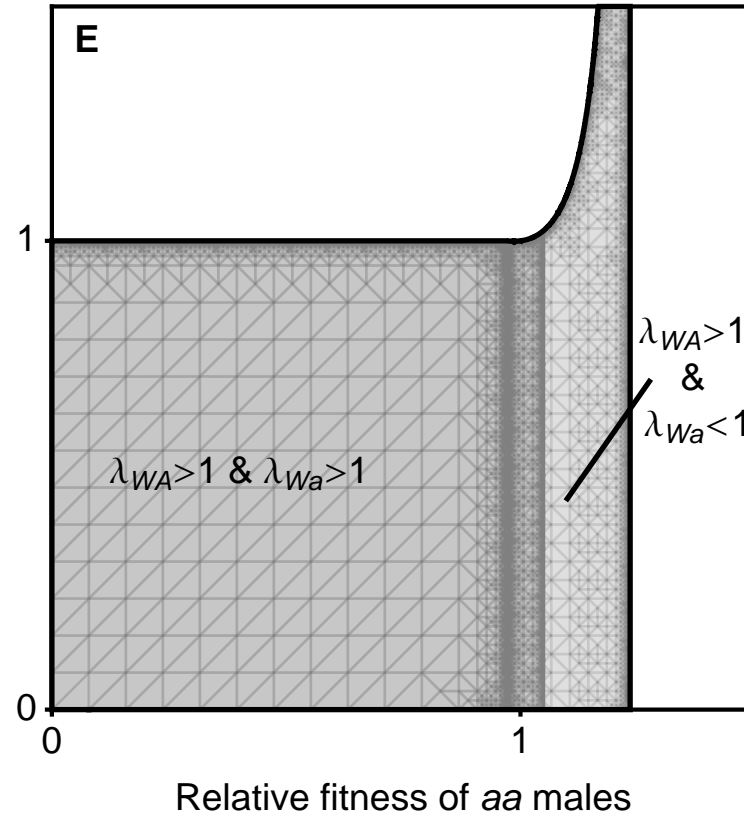 E
1
λWA>1
&
λWa<1
λWA>1 & λWa>1
0
0 1
Relative fitness of aa males